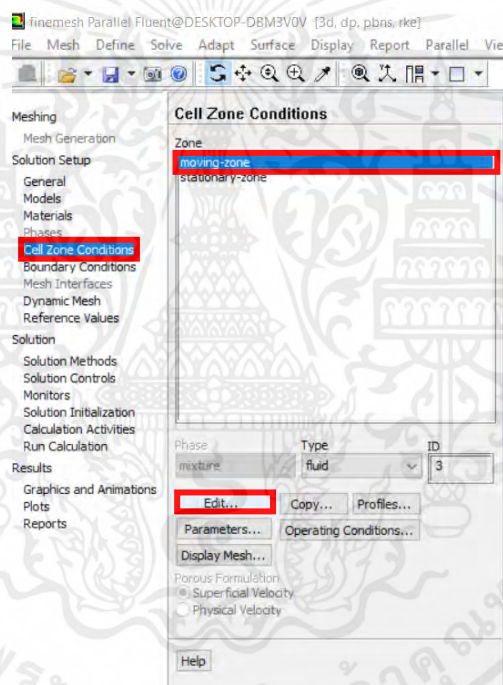 finemesh Parallel Fluent@DESKTOP-DBM3V0V [3d, dp, pbns, rke]
File Mesh Define Solve Adapt Surface Display Report Parallel Vie
Meshing
Mesh Generation
Solution Setup
General
Models
Materials
Phases
Cell Zone Conditions
Boundary Conditions
Mesh Interfaces
Dynamic Mesh
Reference Values
Solution
Solution Methods
Solution Controls
Monitors
Solution Initialization
Calculation Activities
Run Calculation
Results
Graphics and Animations
Plots
Reports
Cell Zone Conditions
Zone
moving-zone
stationary-zone
Phase Type ID
mixture fluid 3
Edit... Copy... Profiles...
Parameters... Operating Conditions...
Display Mesh...
Porous Formulation
Superficial Velocity
Physical Velocity
Help